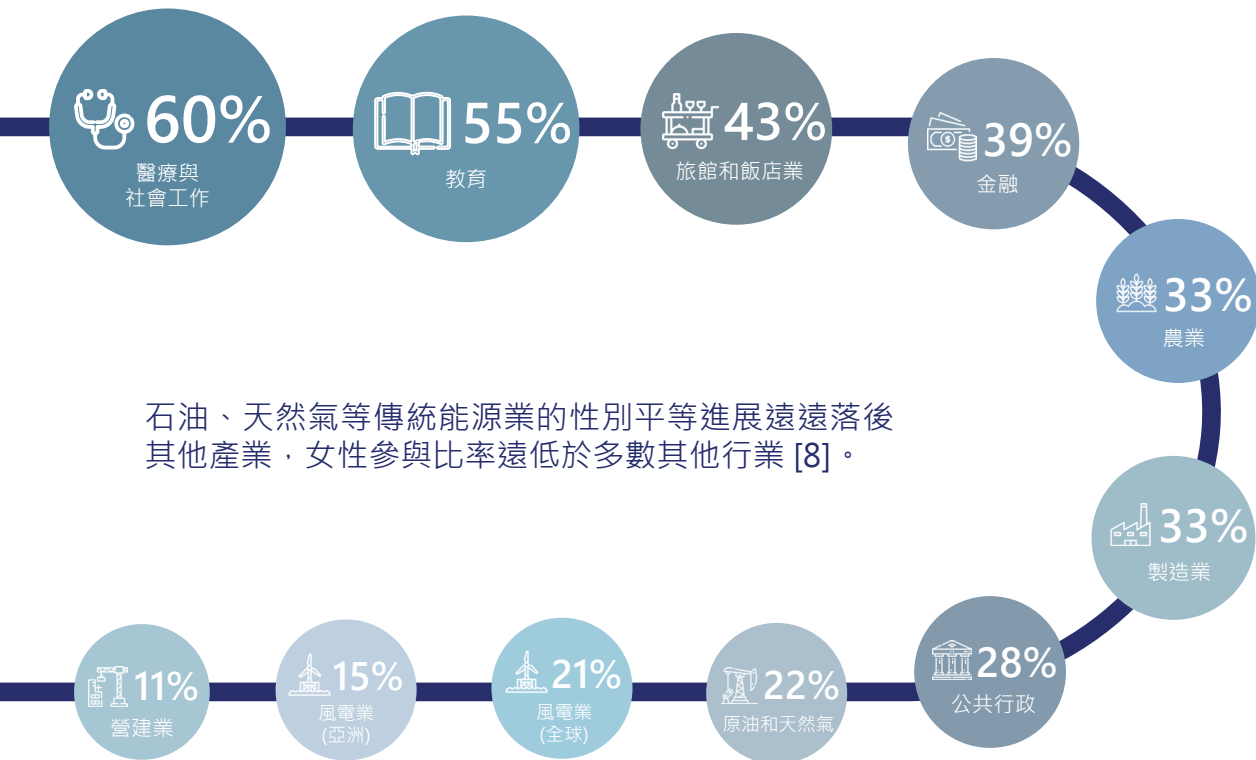 60%
醫療與
社會工作
55%
教育
43%
旅館和飯店業
39%
金融
33%
農業
石油、天然氣等傳統能源業的性別平等進展遠遠落後
其他產業，女性參與比率遠低於多數其他行業 [8]。
33%
製造業
28%
公共行政
22%
原油和天然氣
21%
風電業
(全球)
15%
風電業
(亞洲)
11%
營建業